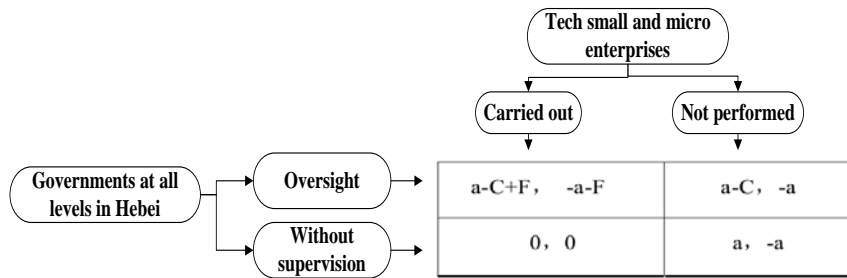 Tech small and micro
enterprises
Carried out
Not performed
Governments at all
levels in Hebei
Oversight
a-C+F, -a-F
a-C, -a
Without
supervision
0, 0
a, -a